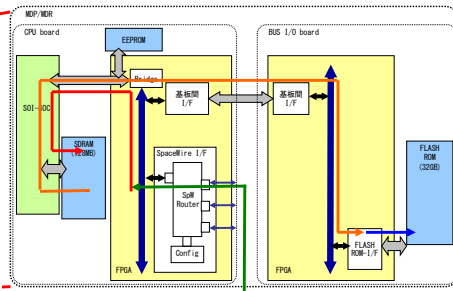 MDP/MDR
CPU board
BUS I/O board
EEPROM
Bridge
基板間
I/F
基板間
I/F
SOI-SOC
SDRAM
(128MB)
SpaceWire I/F
SpW
Router
Config
FPGA
FLASH
ROM
(32GB)
FLASH
ROM-I/F
FPGA